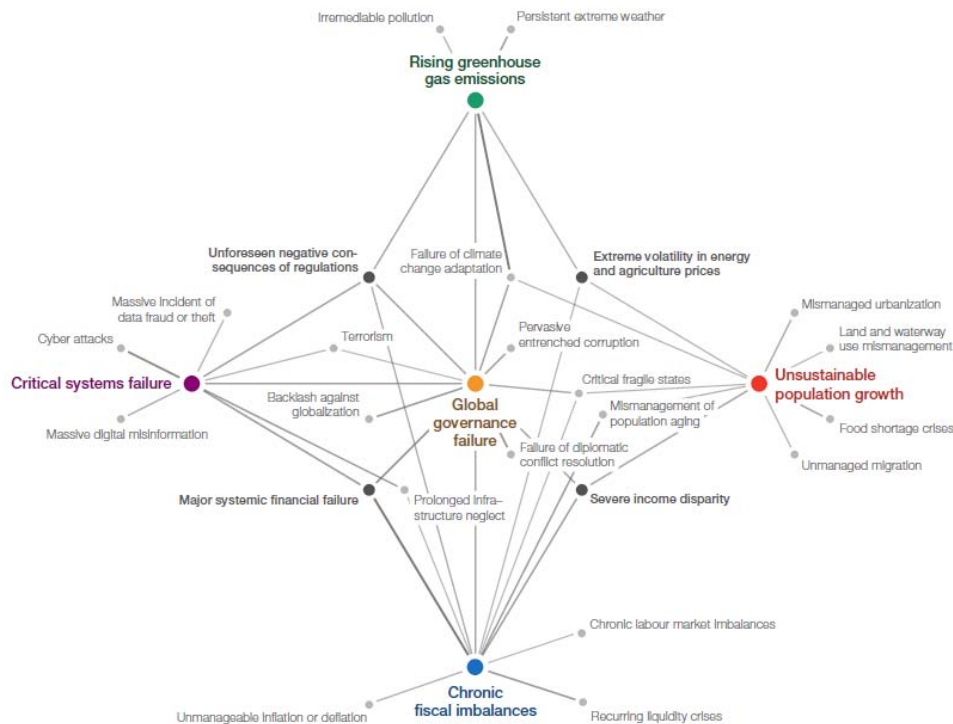 Irremediable pollution
Persistent extreme weather
Rising greenhouse
gas emissions
Unforeseen negative con-
sequences of regulations
Failure of climate
change adaptation
Extreme volatility in energy
and agriculture prices
Massive incident of
data fraud or theft
Cyber attacks
Terrorism
Pervasive
entrenched corruption
Mismanaged urbanization
Land and waterway
use mismanagement
Critical systems failure
Backlash against
globalization
Global
governance
failure
Critical fragile states
Mismanagement of
population aging
Unsustainable
population growth
Massive digital misinformation
Failure of diplomatic
conflict resolution
Food shortage crises
Unmanaged migration
Major systemic financial failure
Prolonged infra-
structure neglect
Severe income disparity
Chronic labour market imbalances
Chronic
fiscal imbalances
Unmanageable inflation or deflation
Recurring liquidity crises